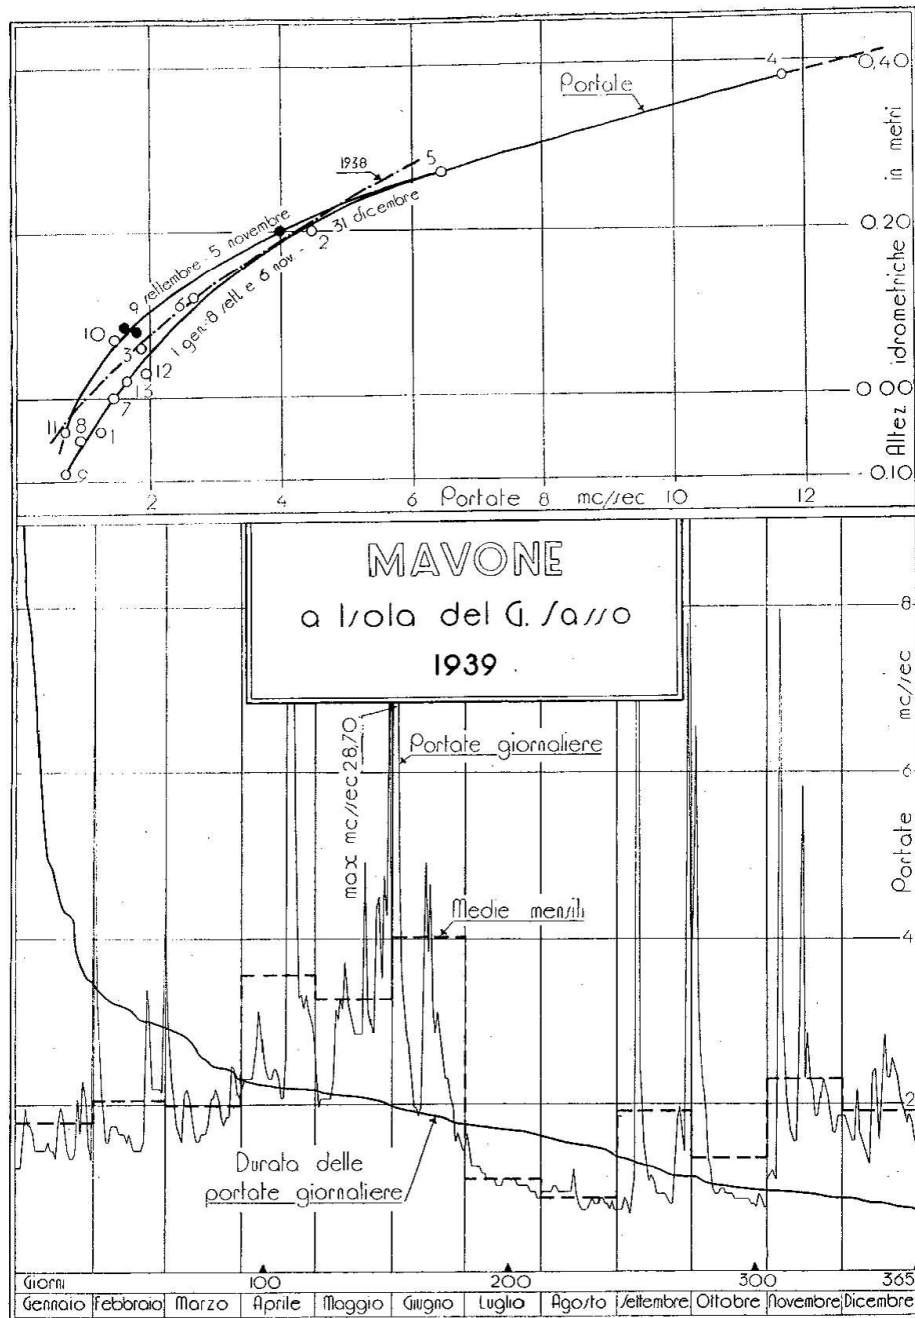 4
0,40
Portate
in metri
1938
5
9 settembre - 5 novembre
31 dicembre
2
0.20
1 gen.-8 sett. e 6 nov. -
6
10
3
12
13
7
0.00
Altez. idrometriche
11
8
1
9
-0.10
2
4
Portate
6
8
mc/sec
10
12
MAVONE
a Isola del G. Sasso
1939
8
mc/sec
max mc/sec 28,70
Portate giornaliere
6
Portate
Medie mensili
4
2
Durata delle
portate giornaliere
Giorni
100
200
300
365
Gennaio
Febbraio
Marzo
Aprile
Maggio
Giugno
Luglio
Agosto
Settembre
Ottobre
Novembre
Dicembre